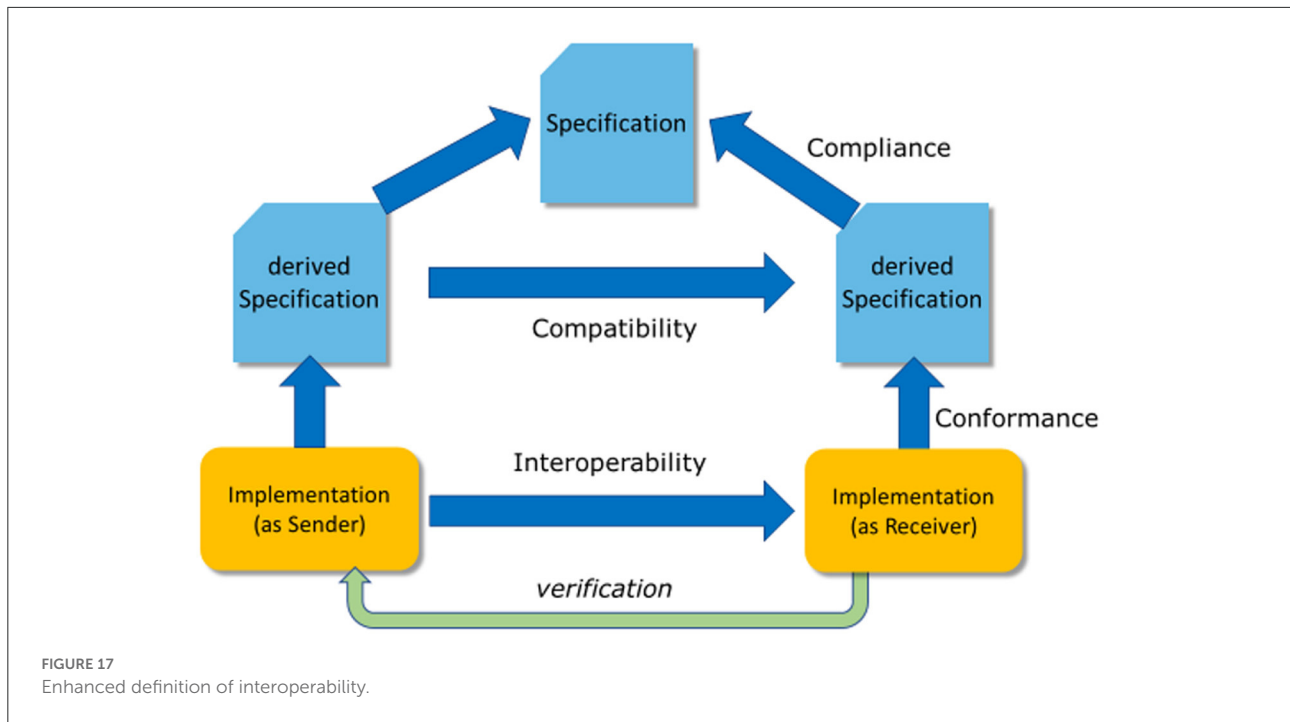 Specification
Compliance
derived
Specification
derived
Specification
Compatibility
Conformance
Interoperability
Implementation
(as Sender)
Implementation
(as Receiver)
verification
FIGURE 17
Enhanced definition of interoperability.